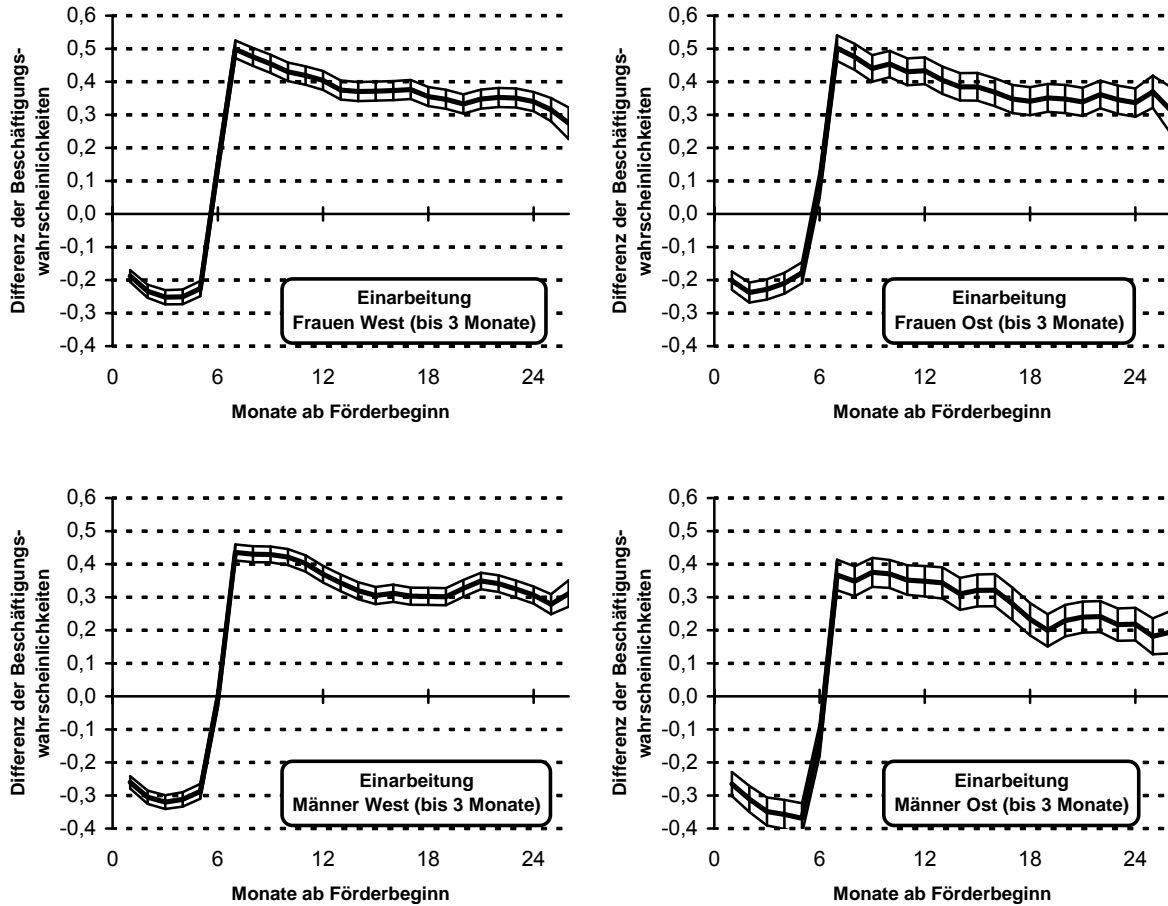 Differenz der Beschäftigungs-
wahrscheinlichkeiten
0,6
0,5
0,4
0,3
0,2
0,1
0,0
-0,1
-0,2
-0,3
-0,4
0 6 12 18 24
Monate ab Förderbeginn
Einarbeitung
Frauen West (bis 3 Monate)
Differenz der Beschäftigungs-
wahrscheinlichkeiten
0,6
0,5
0,4
0,3
0,2
0,1
0,0
-0,1
-0,2
-0,3
-0,4
0 6 12 18 24
Monate ab Förderbeginn
Einarbeitung
Frauen Ost (bis 3 Monate)
Differenz der Beschäftigungs-
wahrscheinlichkeiten
0,6
0,5
0,4
0,3
0,2
0,1
0,0
-0,1
-0,2
-0,3
-0,4
0 6 12 18 24
Monate ab Förderbeginn
Einarbeitung
Männer West (bis 3 Monate)
Differenz der Beschäftigungs-
wahrscheinlichkeiten
0,6
0,5
0,4
0,3
0,2
0,1
0,0
-0,1
-0,2
-0,3
-0,4
0 6 12 18 24
Monate ab Förderbeginn
Einarbeitung
Männer Ost (bis 3 Monate)